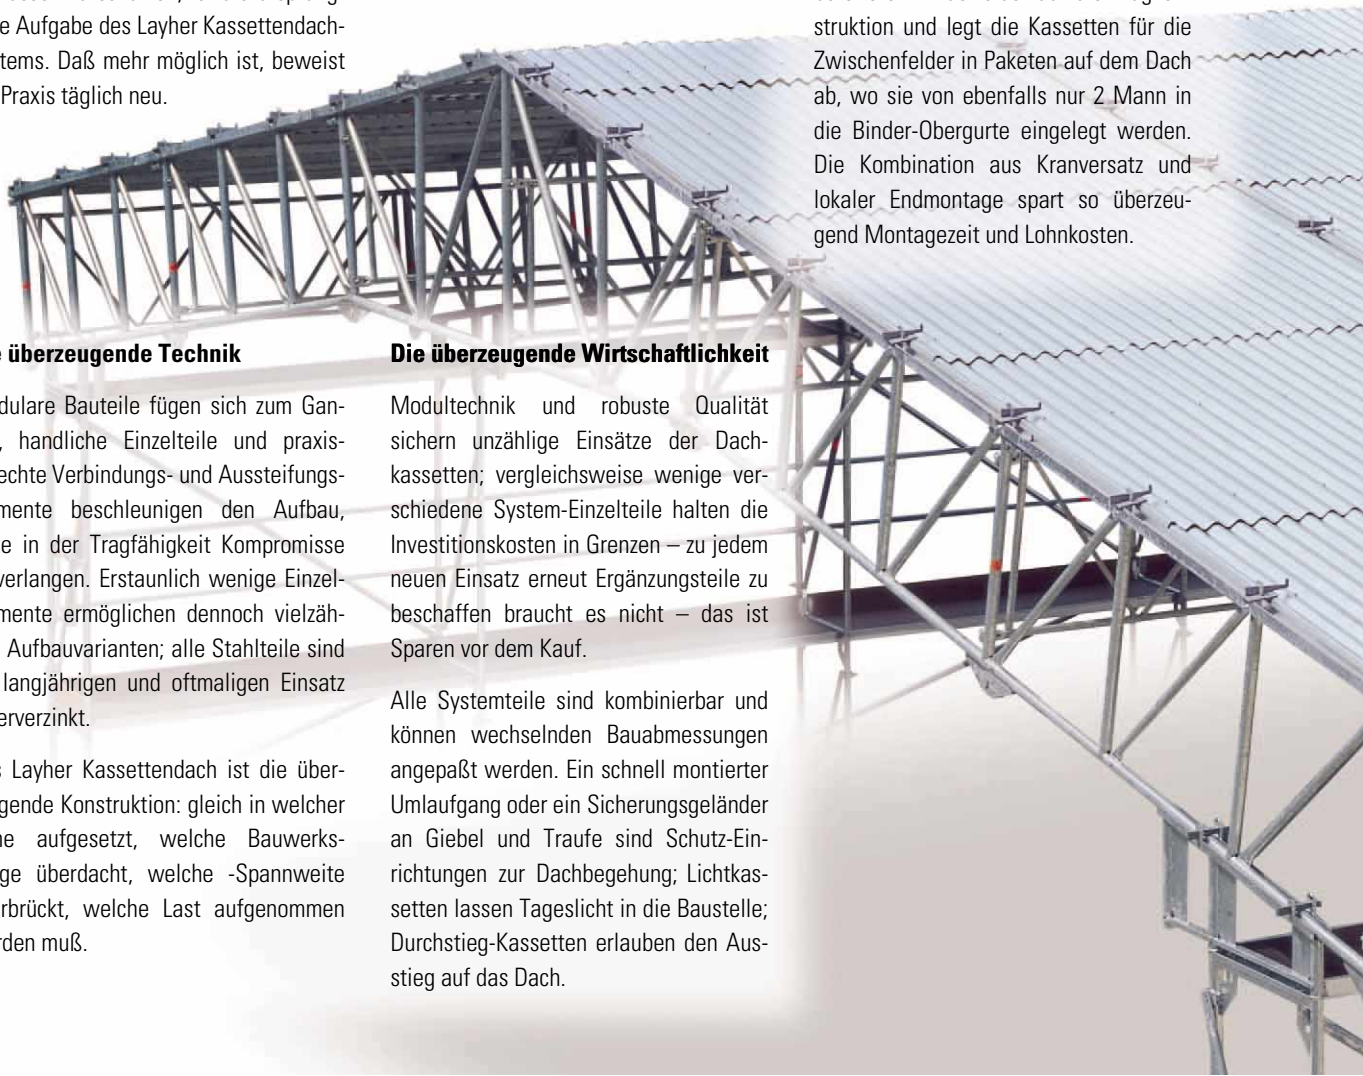 e Aufgabe des Layher Kassettendach-
tems. Daß mehr möglich ist, beweist
Praxis täglich neu.
überzeugende Technik
dulare Bauteile fügen sich zum Gan-
, handliche Einzelteile und praxis-
echte Verbindungs- und Aussteifungs-
mente beschleunigen den Aufbau,
e in der Tragfähigkeit Kompromisse
verlangen. Erstaunlich wenige Einzel-
mente ermöglichen dennoch vielzäh-
Aufbauvarianten; alle Stahlteile sind
langjährigen und oftmaligen Einsatz
erverzinkt.
s Layher Kassettendach ist die über-
gende Konstruktion: gleich in welcher
ne aufgesetzt, welche Bauwerks-
ge überdacht, welche -Spannweite
rbrückt, welche Last aufgenommen
rden muß.
Die überzeugende Wirtschaftlichkeit
Modultechnik und robuste Qualität
sichern unzählige Einsätze der Dach-
kassetten; vergleichsweise wenige ver-
schiedene System-Einzelteile halten die
Investitionskosten in Grenzen – zu jedem
neuen Einsatz erneut Ergänzungsteile zu
beschaffen braucht es nicht – das ist
Sparen vor dem Kauf.
Alle Systemteile sind kombinierbar und
können wechselnden Bauabmessungen
angepaßt werden. Ein schnell montierter
Umlaufgang oder ein Sicherungsgeländer
an Giebel und Traufe sind Schutz-Ein-
richtungen zur Dachbegehung; Lichtkas-
setten lassen Tageslicht in die Baustelle;
Durchstieg-Kassetten erlauben den Aus-
stieg auf das Dach.
struktion und legt die Kassetten für die
Zwischenfelder in Paketen auf dem Dach
ab, wo sie von ebenfalls nur 2 Mann in
die Binder-Obergurte eingelegt werden.
Die Kombination aus Kranversatz und
lokaler Endmontage spart so überzeu-
gend Montagezeit und Lohnkosten.